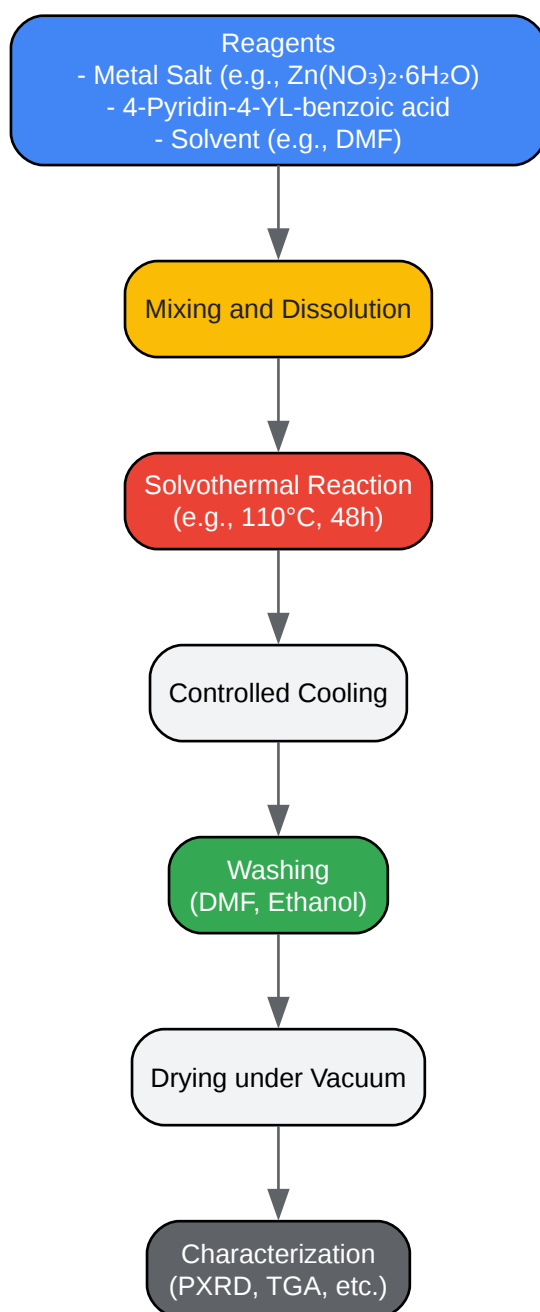 Reagents
- Metal Salt (e.g., Zn(NO₃)₂·6H₂O)
- 4-Pyridin-4-YL-benzoic acid
- Solvent (e.g., DMF)
Mixing and Dissolution
Solvothermal Reaction
(e.g., 110°C, 48h)
Controlled Cooling
Washing
(DMF, Ethanol)
Drying under Vacuum
Characterization
(PXRD, TGA, etc.)